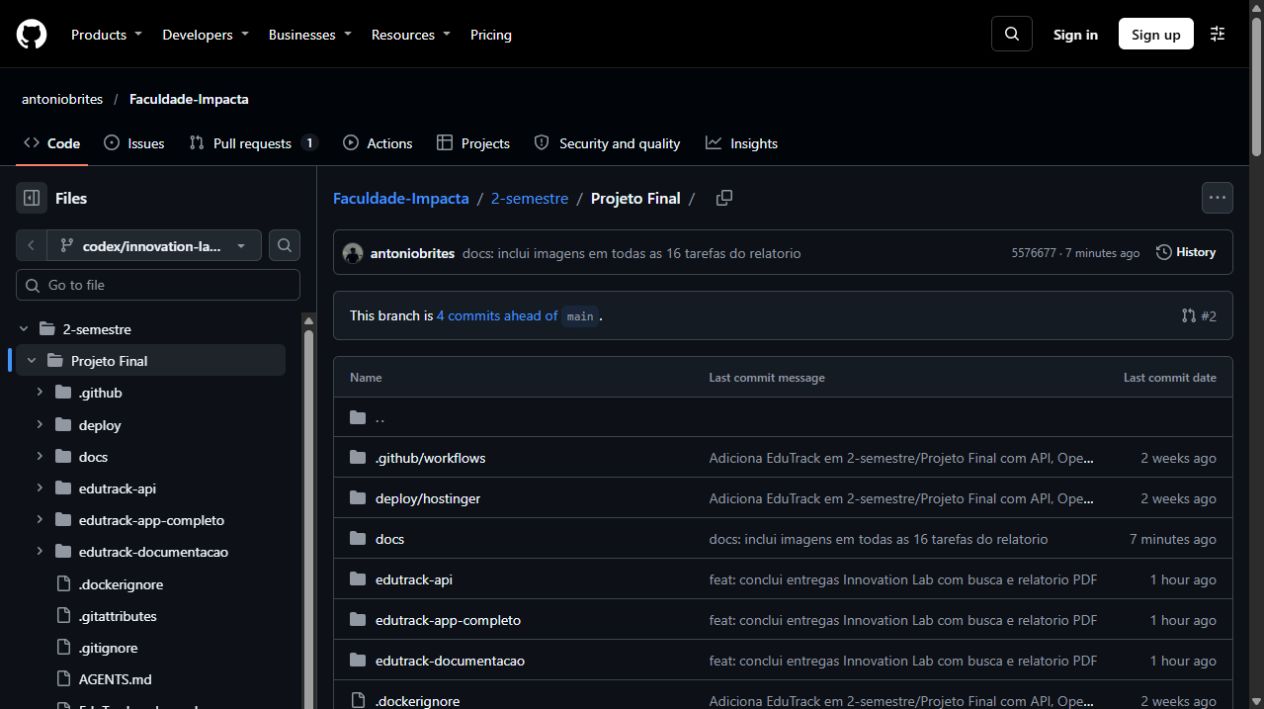 Products Developers Businesses Resources Pricing Sign in Sign up
antoniobrites / Faculdade-Impacta
Code Issues Pull requests 1 Actions Projects Security and quality Insights
Files
codex/innovation-la...
Go to file
2-semestre
Projeto Final
.github
deploy
docs
edutrack-api
edutrack-app-completo
edutrack-documentacao
.dockerignore
.gitattributes
.gitignore
AGENTS.md
Faculdade-Impacta / 2-semestre / Projeto Final /
antoniobrites docs: inclui imagens em todas as 16 tarefas do relatorio 5576677 · 7 minutes ago History
This branch is 4 commits ahead of main . #2
Name Last commit message Last commit date
..
.github/workflows Adiciona EduTrack em 2-semestre/Projeto Final com API, Ope... 2 weeks ago
deploy/hostinger Adiciona EduTrack em 2-semestre/Projeto Final com API, Ope... 2 weeks ago
docs docs: inclui imagens em todas as 16 tarefas do relatorio 7 minutes ago
edutrack-api feat: conclui entregas Innovation Lab com busca e relatorio PDF 1 hour ago
edutrack-app-completo feat: conclui entregas Innovation Lab com busca e relatorio PDF 1 hour ago
edutrack-documentacao feat: conclui entregas Innovation Lab com busca e relatorio PDF 1 hour ago
.dockerignore Adiciona EduTrack em 2-semestre/Projeto Final com API, Ope... 2 weeks ago